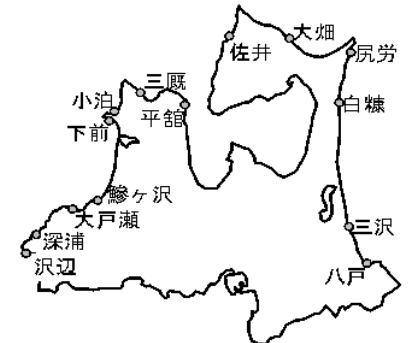 大畑
佐井
尻労
三厩
小泊
白糠
下前
平舘
鰺ヶ沢
大戸瀬
三沢
深浦
八戸
沢辺